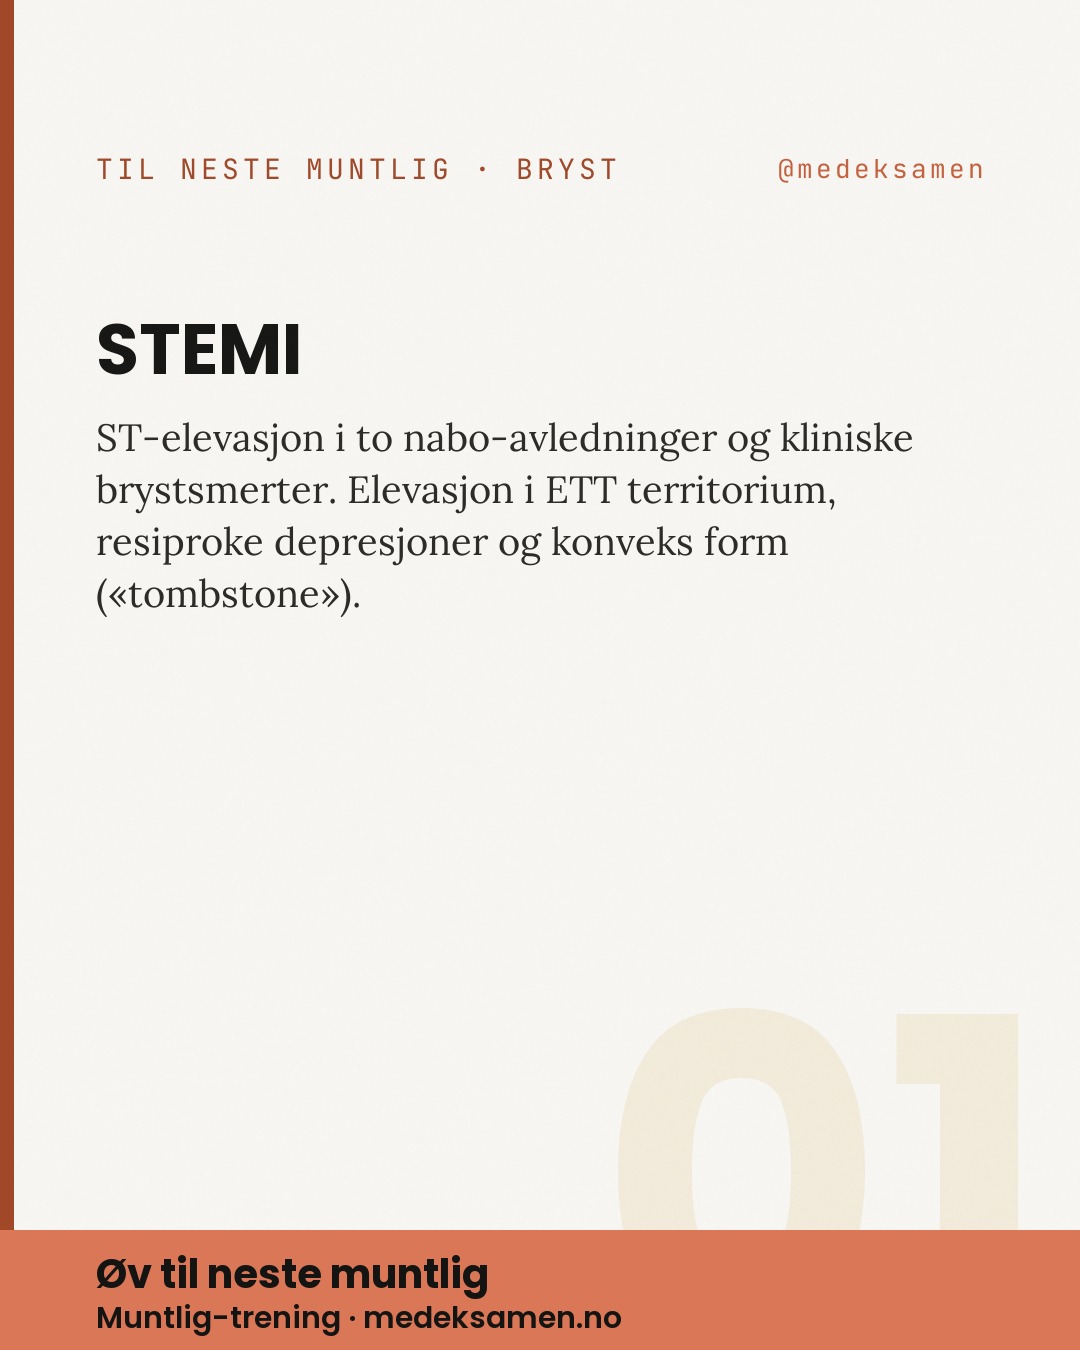 TIL NESTE MUNTLIG · BRYST
@medeksamen
STEMI
ST-elevasjon i to nabo-avledninger og kliniske
brystsmerter. Elevasjon i ETT territorium,
resiproke depresjoner og konveks form
(«tombstone»).
01
Øv til neste muntlig
Muntlig-trening · medeksamen.no